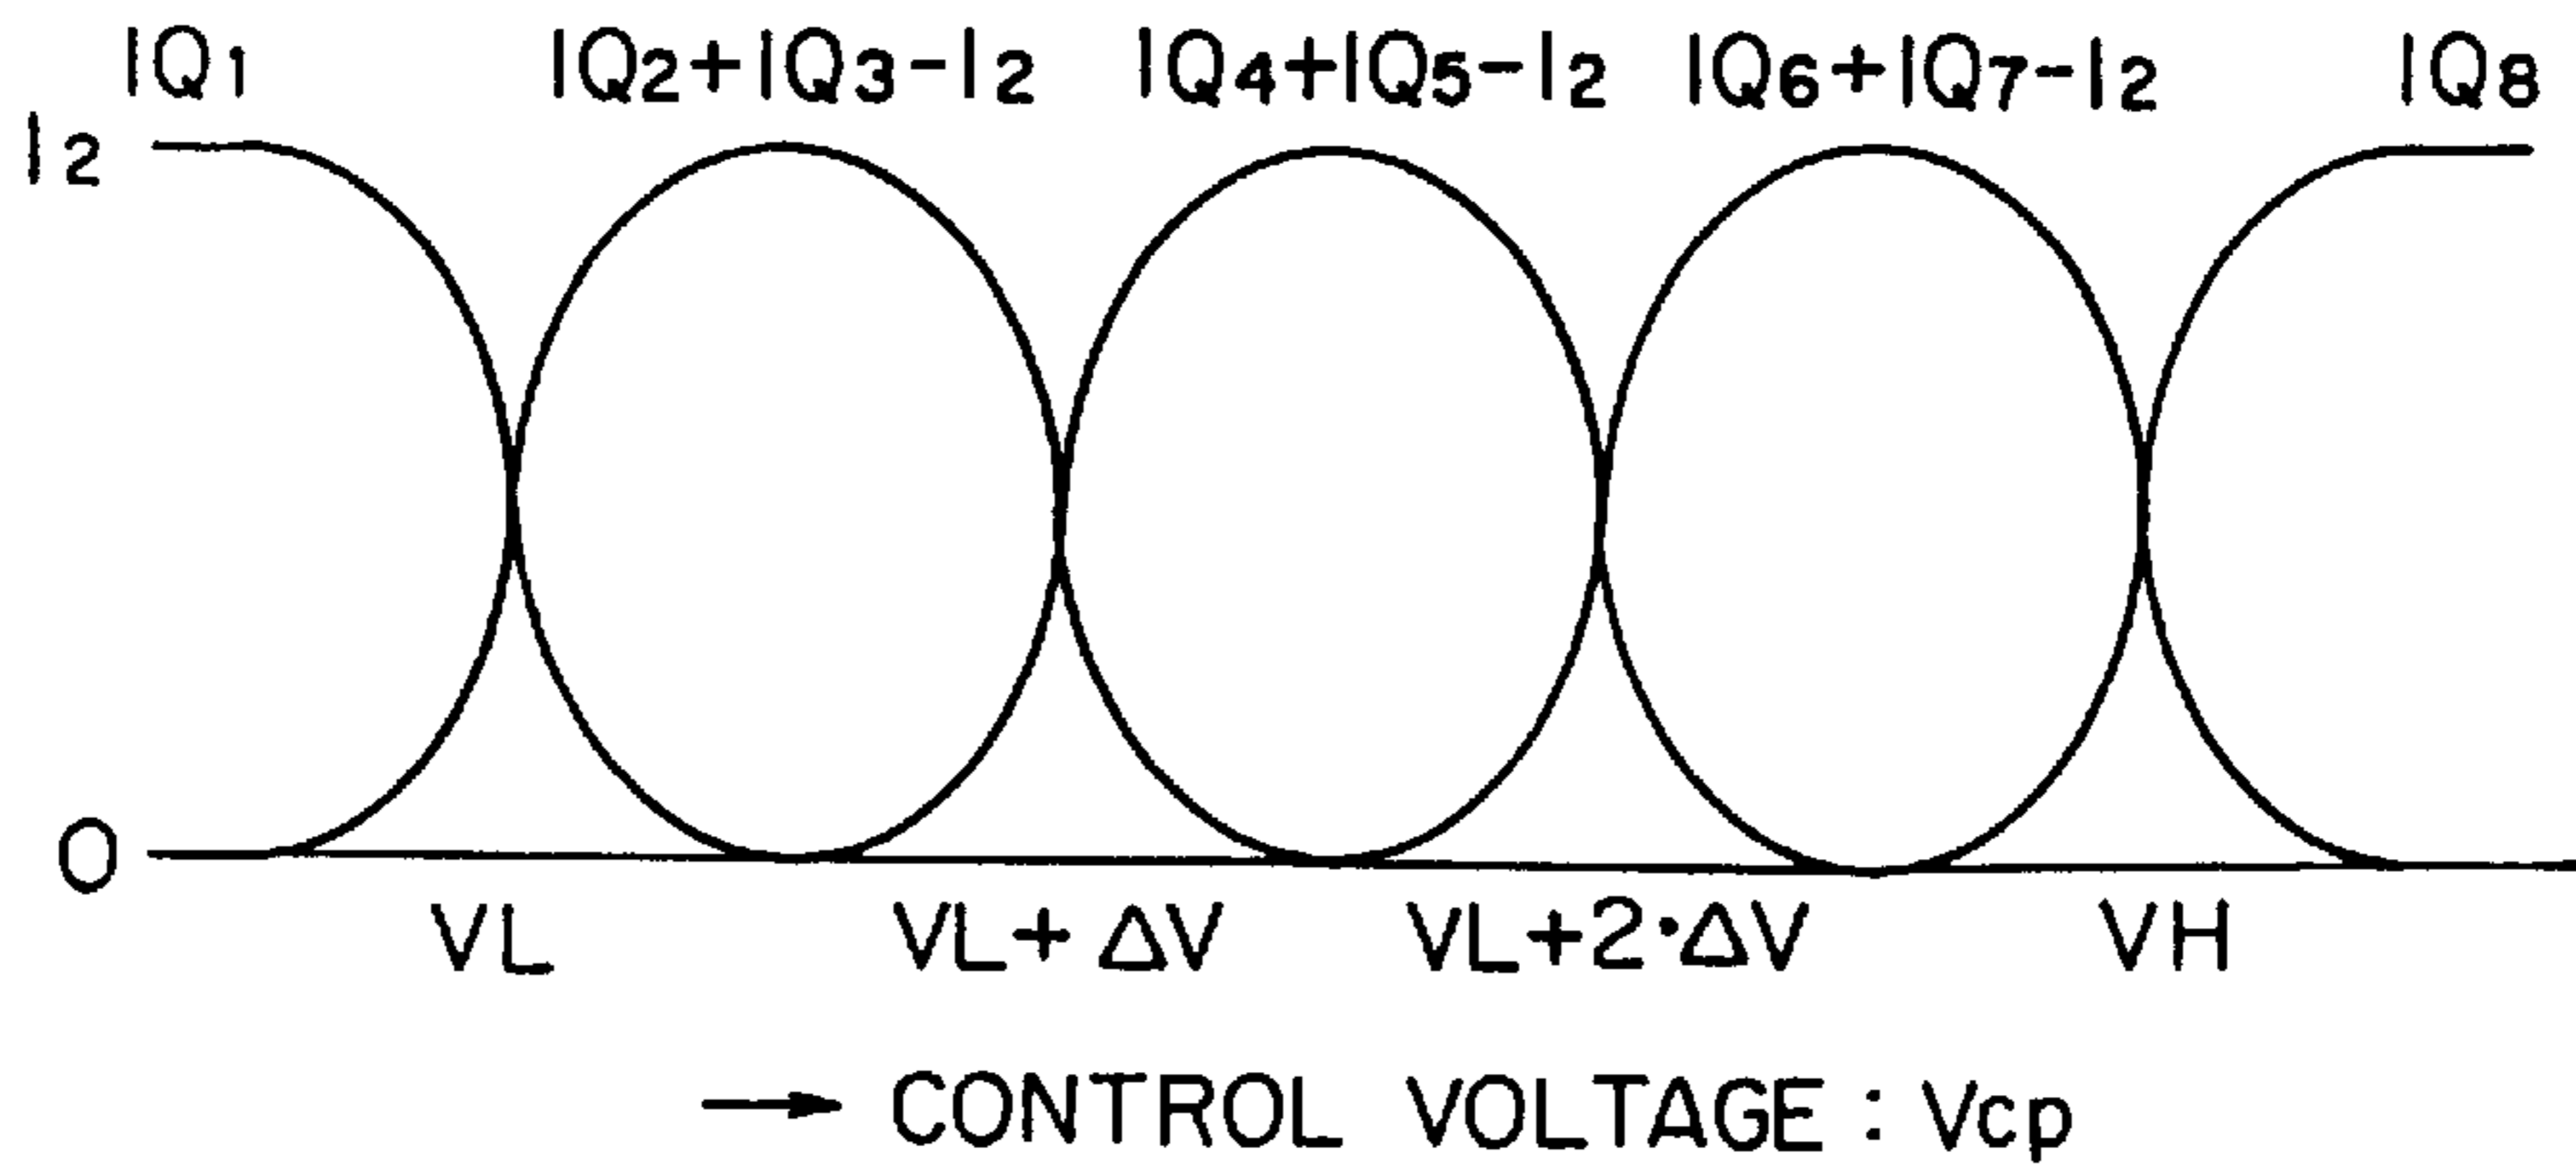 IQ1 IQ2+IQ3-I2 IQ4+IQ5-I2 IQ6+IQ7-I2 IQ8
I2
0
VL VL+ΔV VL+2·ΔV VH
→ CONTROL VOLTAGE : Vcp